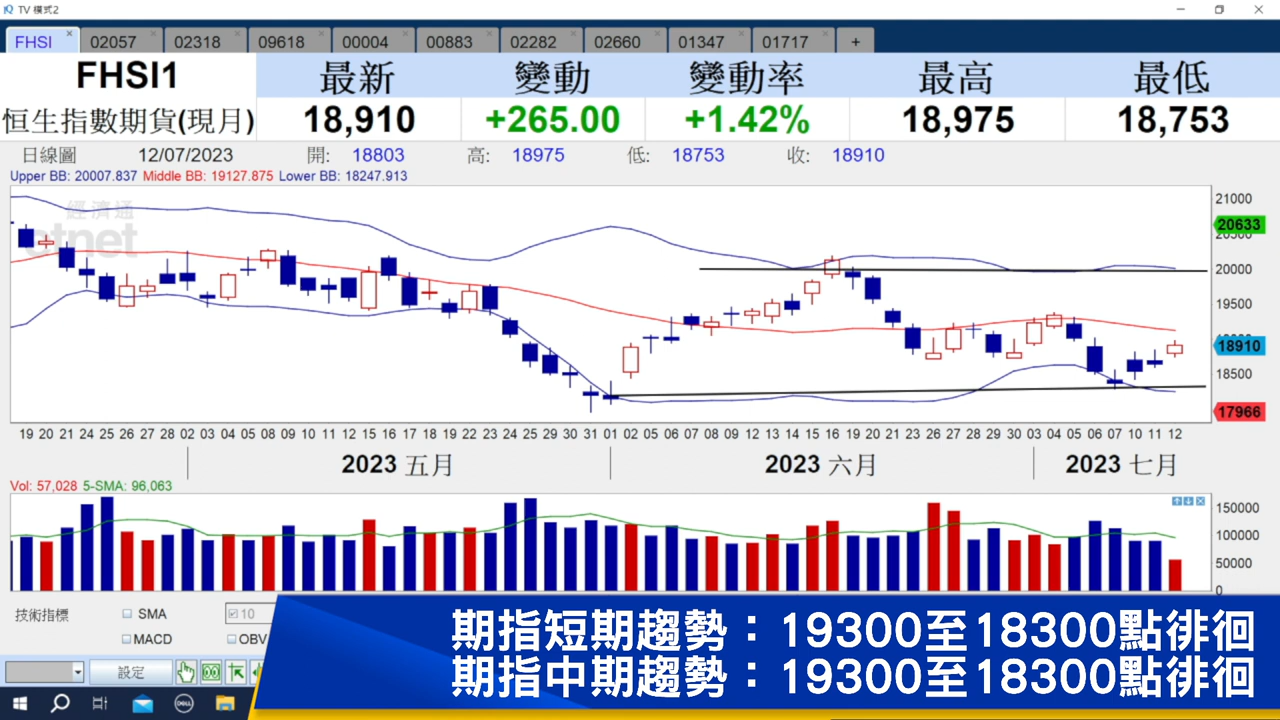 TV 模式2
FHSI 02057 02318 09618 00004 00883 02282 02660 01347 01717 +
FHSI1 最新 變動 變動率 最高 最低
恒生指數期貨(現月) 18,910 +265.00 +1.42% 18,975 18,753
日線圖 12/07/2023 開: 18803 高: 18975 低: 18753 收: 18910
Upper BB: 20007.837 Middle BB: 19127.875 Lower BB: 18247.913
經濟通
etnet
21000
20633
20000
19500
18910
18500
17966
19 20 21 24 25 26 27 28 02 03 04 05 08 09 10 11 12 15 16 17 18 19 22 23 24 25 29 30 31 01 02 05 06 07 08 09 12 13 14 15 16 19 20 21 23 26 27 28 29 30 03 04 05 06 07 10 11 12
2023 五月 2023 六月 2023 七月
Vol: 57,028 5-SMA: 96,063
150000
100000
50000
0
技術指標 SMA 10
MACD OBV
設定
DELL
期指短期趨勢：19300至18300點徘徊
期指中期趨勢：19300至18300點徘徊